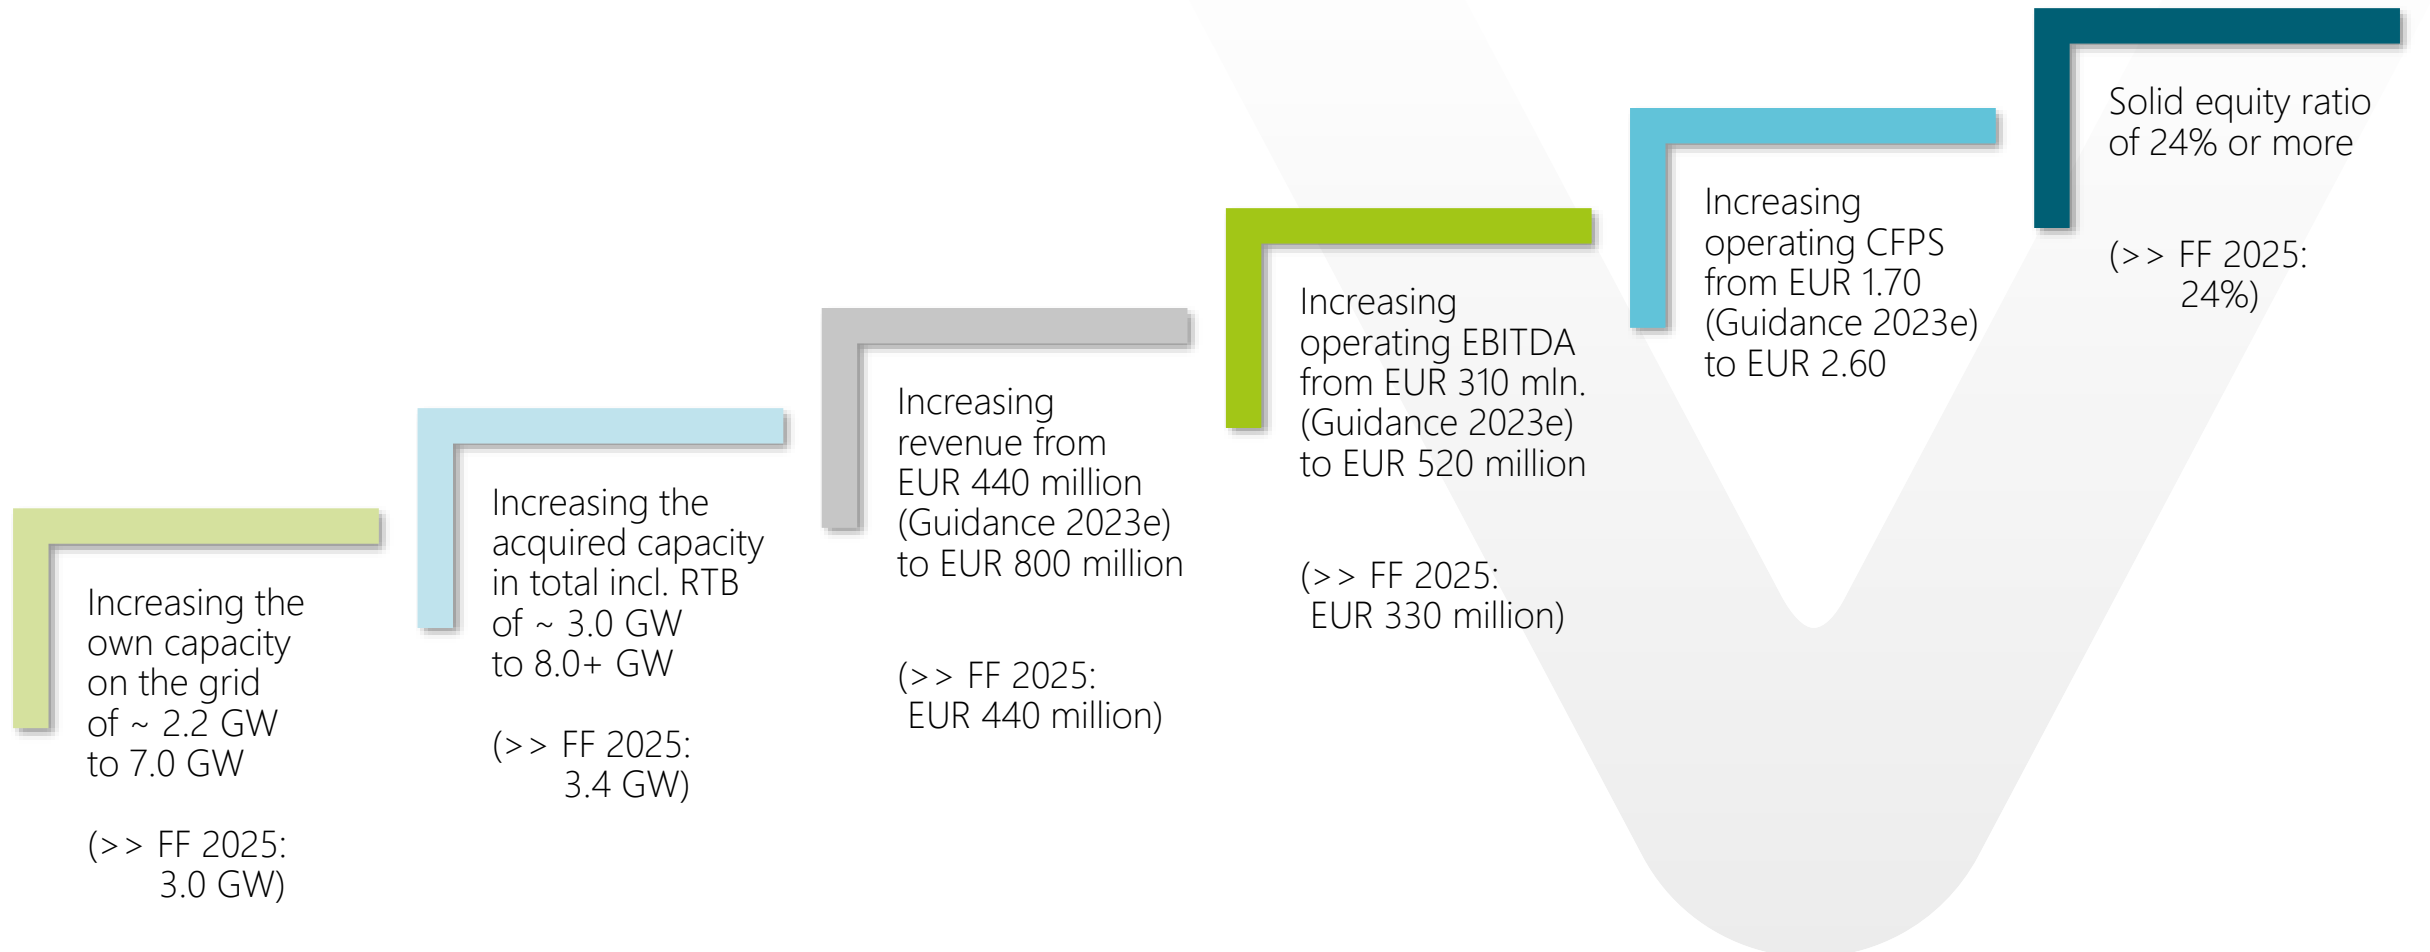 Increasing the
own capacity
on the grid
of ~ 2.2 GW
to 7.0 GW
(>> FF 2025:
3.0 GW)
Increasing the
acquired capacity
in total incl. RTB
of ~ 3.0 GW
to 8.0+ GW
(>> FF 2025:
3.4 GW)
Increasing
revenue from
EUR 440 million
(Guidance 2023e)
to EUR 800 million
(>> FF 2025:
EUR 440 million)
Increasing
operating EBITDA
from EUR 310 mln.
(Guidance 2023e)
to EUR 520 million
(>> FF 2025:
EUR 330 million)
Increasing
operating CFPS
from EUR 1.70
(Guidance 2023e)
to EUR 2.60
Solid equity ratio
of 24% or more
(>> FF 2025:
24%)